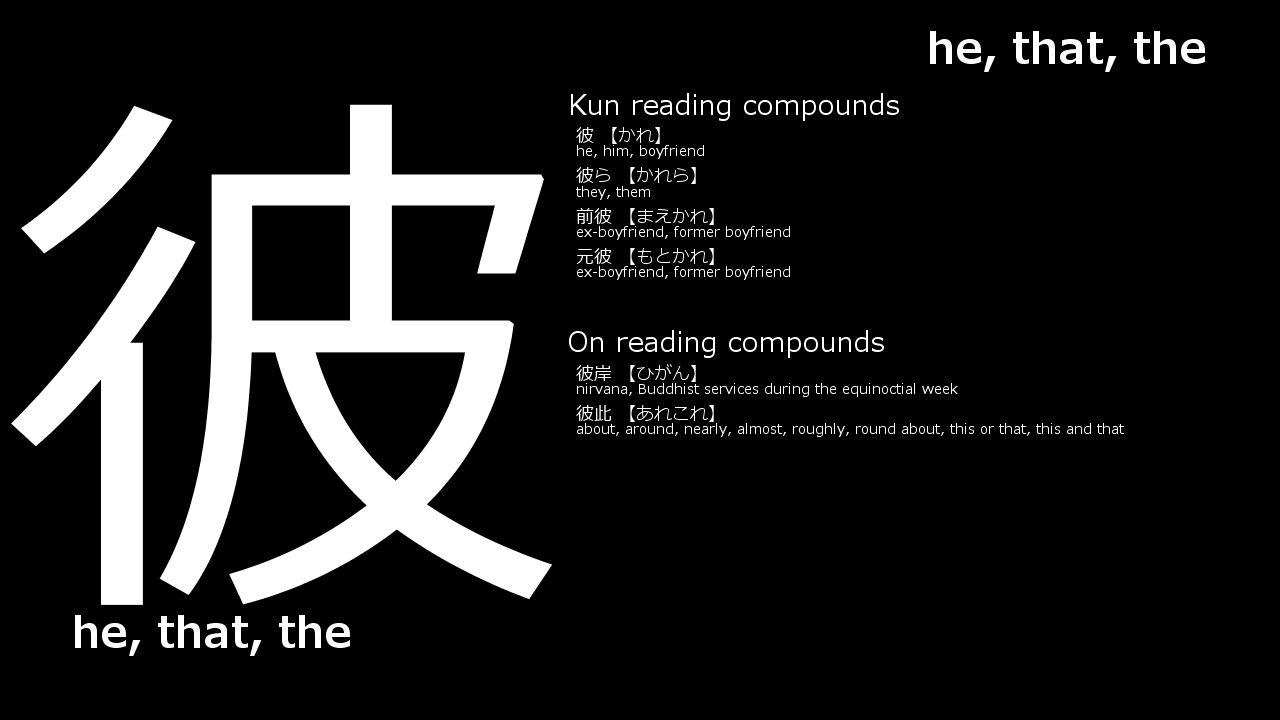 he, that, the
彼
Kun reading compounds
彼 【かれ】
he, him, boyfriend
彼ら 【かれら】
they, them
前彼 【まえかれ】
ex-boyfriend, former boyfriend
元彼 【もとかれ】
ex-boyfriend, former boyfriend
On reading compounds
彼岸 【ひがん】
nirvana, Buddhist services during the equinoctial week
彼此 【あれこれ】
about, around, nearly, almost, roughly, round about, this or that, this and that
he, that, the